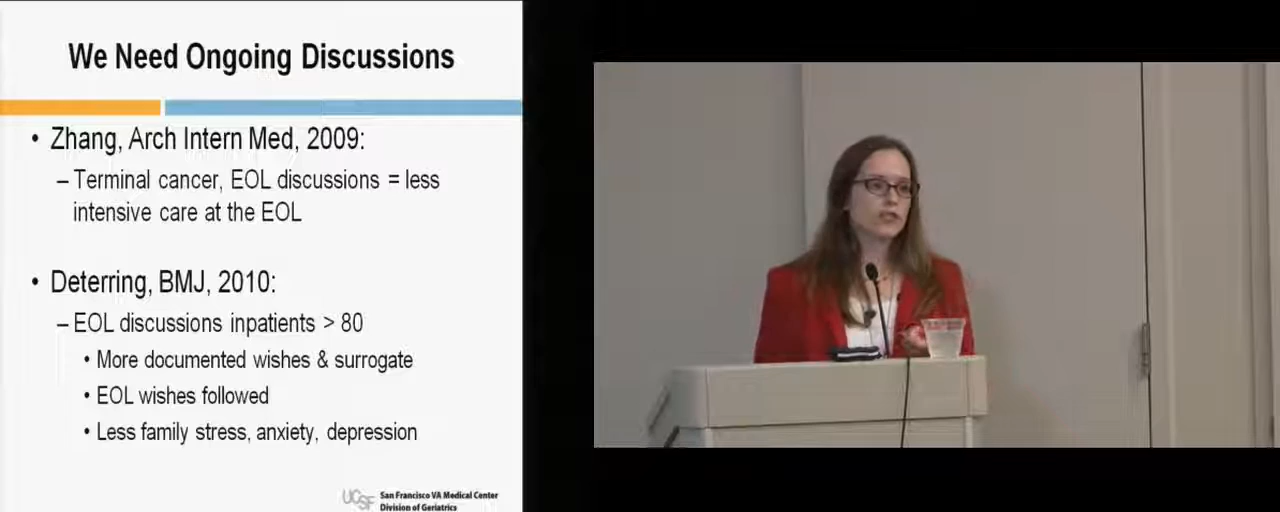 We Need Ongoing Discussions
• Zhang, Arch Intern Med, 2009:
– Terminal cancer, EOL discussions = less
intensive care at the EOL
• Deterring, BMJ, 2010:
– EOL discussions inpatients > 80
• More documented wishes & surrogate
• EOL wishes followed
• Less family stress, anxiety, depression
UCSF San Francisco VA Medical Center
Division of Geriatrics